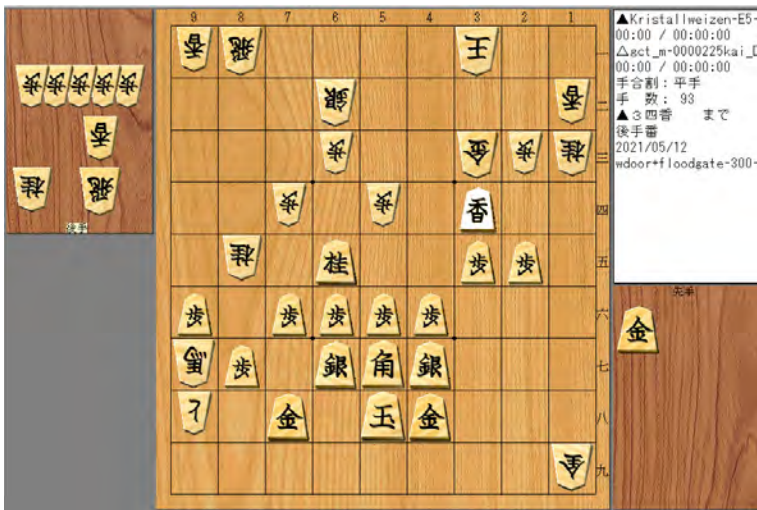 9 8 7 6 5 4 3 2 1
香 飛 王 一
銀 香 二
歩 金 歩 桂 三
歩 歩 香 四
桂 桂 歩 歩 五
歩 歩 歩 歩 歩 六
馬 歩 銀 角 銀 七
と 金 玉 金 八
金 九
歩 歩 歩 歩 歩
香
桂 飛
後手
▲Kristallweizen-E5-
00:00 / 00:00:00
△gct_m-0000225kai_D
00:00 / 00:00:00
手合割：平手
手　数： 93
▲３四香　　まで
後手番
2021/05/12
wdoor*floodgate-300-
先手
金